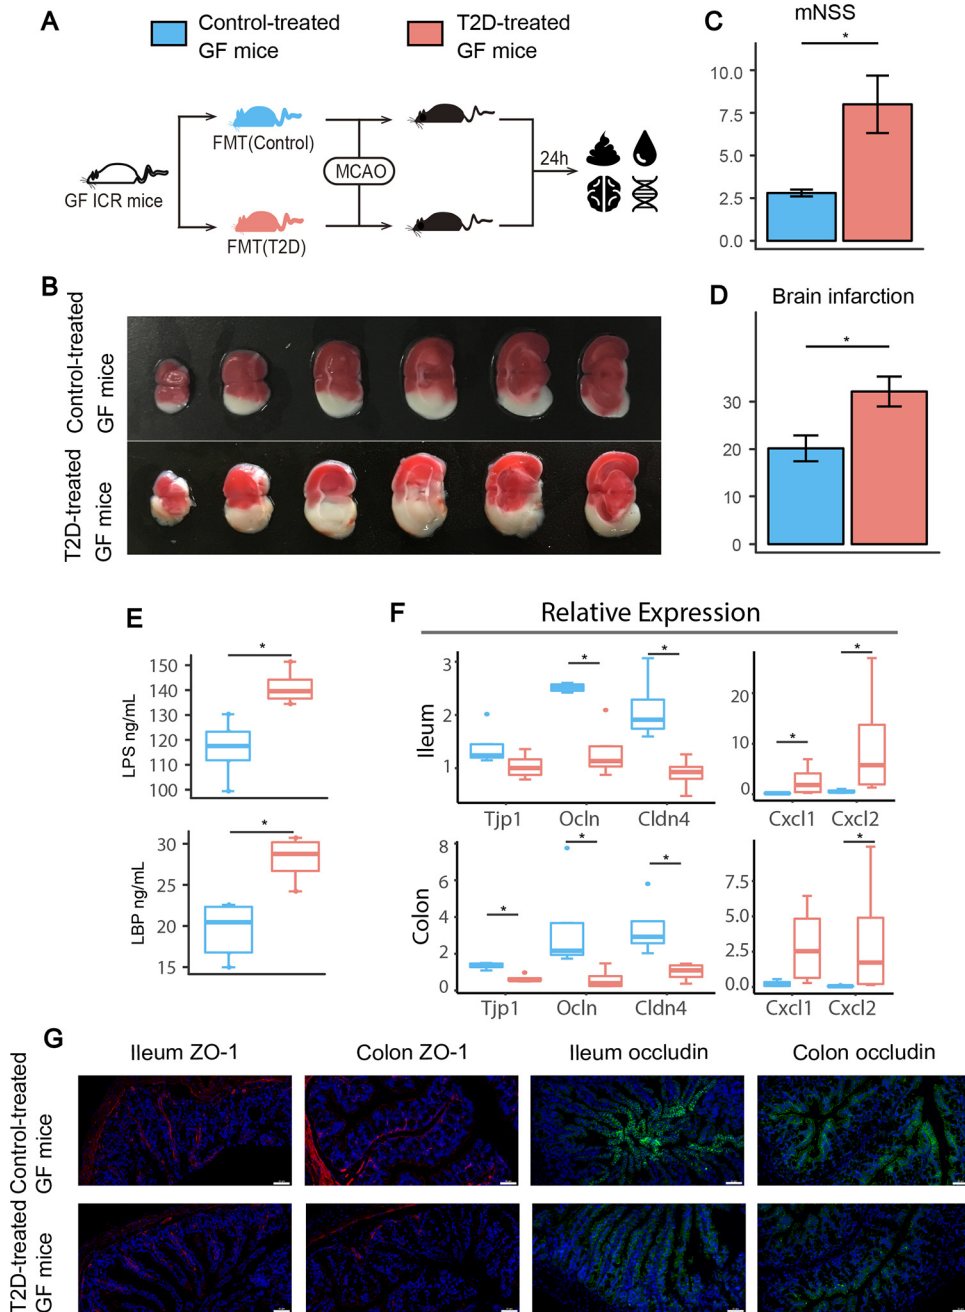 A
Control-treated
GF mice
T2D-treated
GF mice
GF ICR mice
FMT(Control)
MCAO
FMT(T2D)
24h
C
mNSS
*
10.0
7.5
5.0
2.5
0.0
B
Control-treated
GF mice
T2D-treated
GF mice
D
Brain infarction
*
30
20
10
0
E
*
LPS ng/mL
150
140
130
120
110
100
*
LBP ng/mL
30
25
20
15
F
Relative Expression
Ileum
3
2
1
*
*
Tjp1
Ocln
Cldn4
20
10
0
*
*
Cxcl1
Cxcl2
Colon
8
6
4
2
0
*
*
*
Tjp1
Ocln
Cldn4
7.5
5.0
2.5
0.0
*
Cxcl1
Cxcl2
G
Ileum ZO-1
Colon ZO-1
Ileum occludin
Colon occludin
Control-treated
GF mice
T2D-treated
GF mice